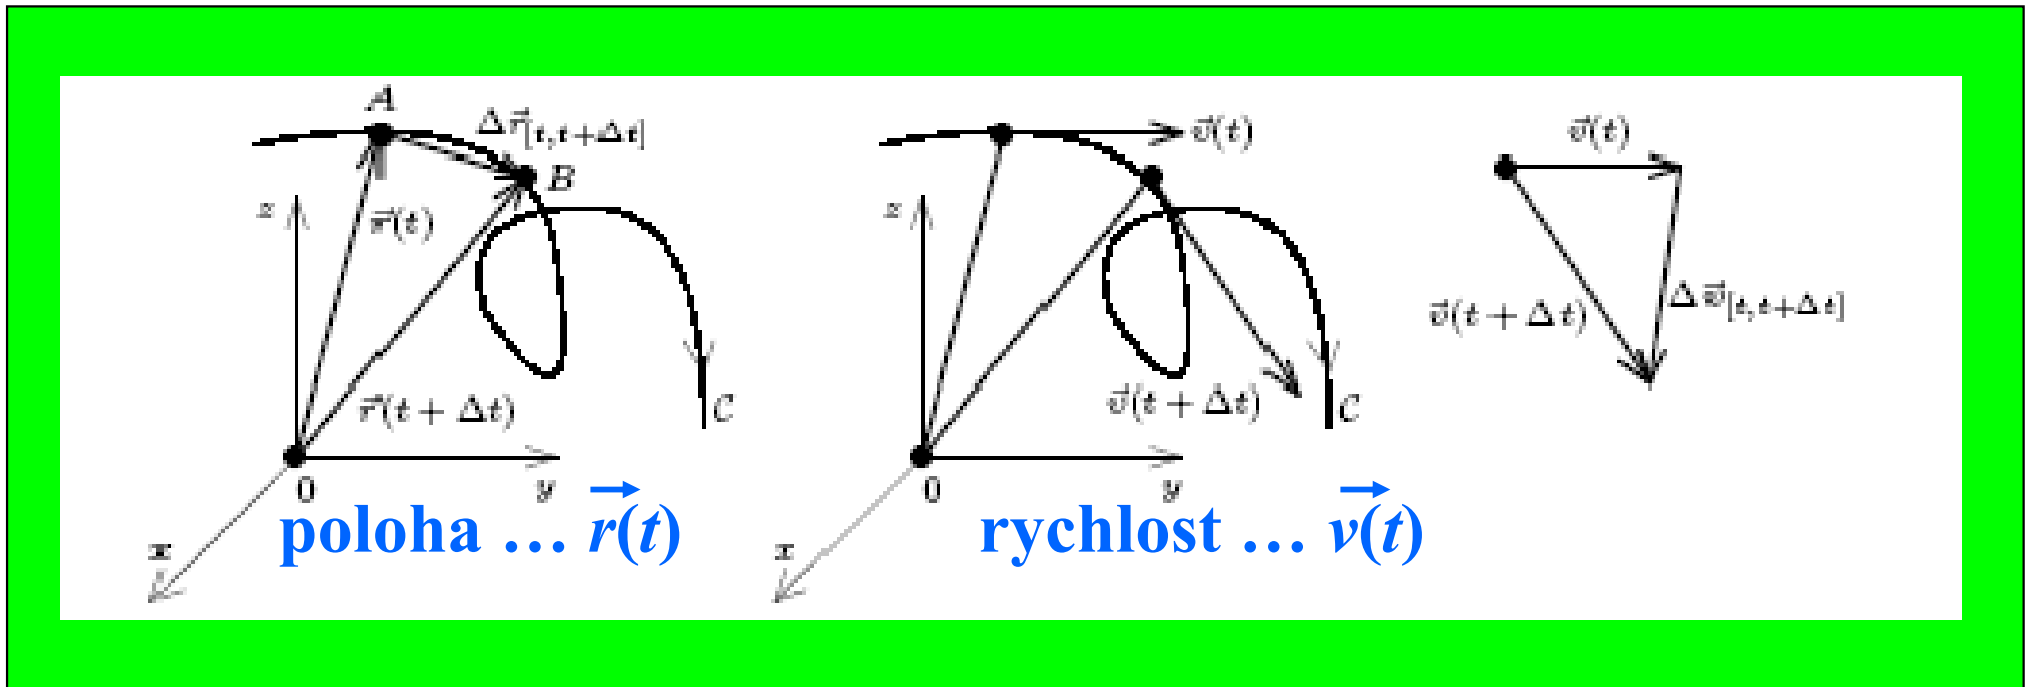 A
Δr⃗[t,t+Δt]
B
z
r⃗(t)
r⃗(t + Δt)
C
0
y
x
poloha … r⃗(t)
v⃗(t)
z
v⃗(t + Δt)
C
0
y
x
rychlost … v⃗(t)
v⃗(t)
v⃗(t + Δt)
Δv⃗[t,t+Δt]